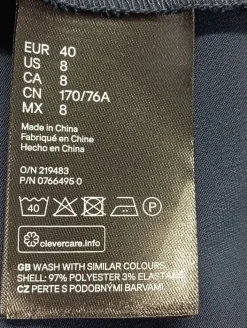 EUR 40
US 8
CA 8
CN 170/76A
MX 8
Made in China
Fabriqué en Chine
Hecho en China
O/N 219483
P/N 0766495 0
40 P
clevercare.info
GB WASH WITH SIMILAR COLOURS
SHELL: 97% POLYESTER 3% ELASTANE
CZ PERTE S PODOBNÝMI BARVAMI